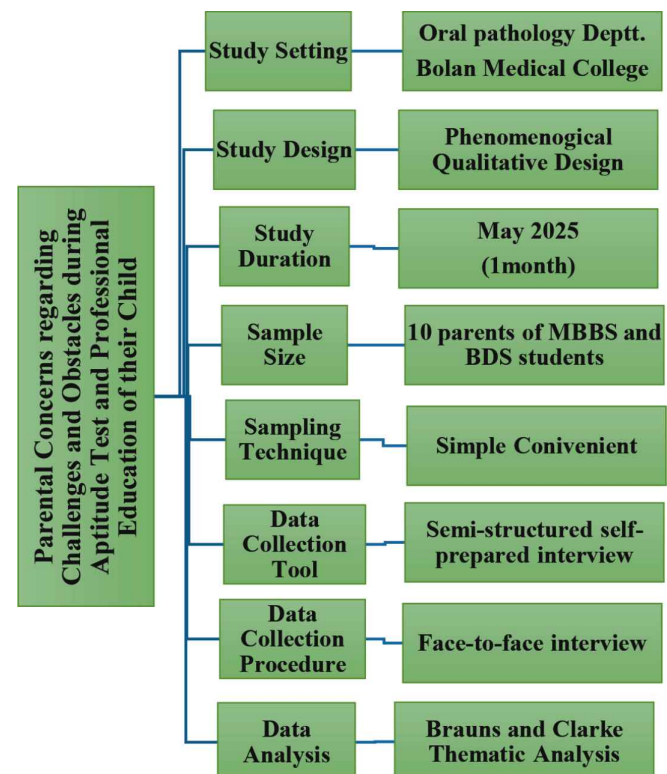 Parental Concerns regarding
Challenges and Obstacles during
Aptitude Test and Professional
Education of their Child
Study Setting
Oral pathology Deptt.
Bolan Medical College
Study Design
Phenomenogical
Qualitative Design
Study
Duration
May 2025
(1month)
Sample
Size
10 parents of MBBS and
BDS students
Sampling
Technique
Simple Conivenient
Data
Collection
Tool
Semi-structured self-
prepared interview
Data
Collection
Procedure
Face-to-face interview
Data
Analysis
Brauns and Clarke
Thematic Analysis